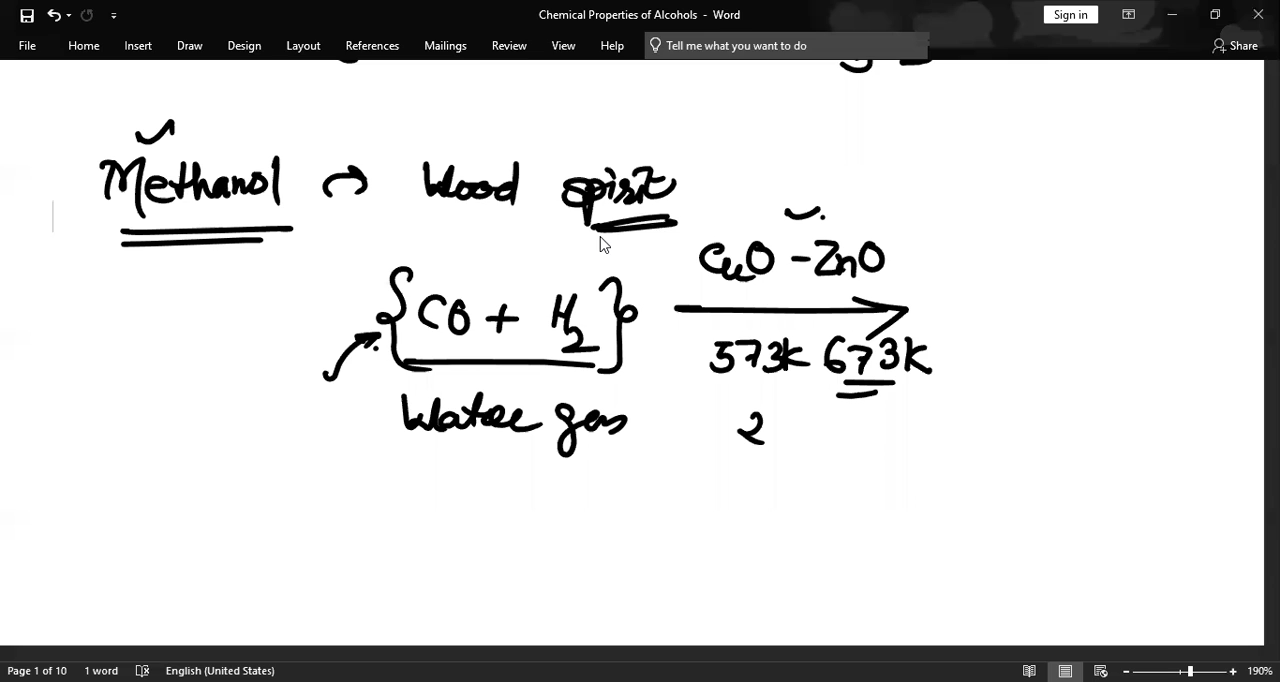 Chemical Properties of Alcohols - Word
Sign in
File Home Insert Draw Design Layout References Mailings Review View Help Tell me what you want to do Share
Methanol → Wood spirit
{CO + H2}
CuO - ZnO
573K 673K
Water gas
2
Page 1 of 10 1 word English (United States) 190%